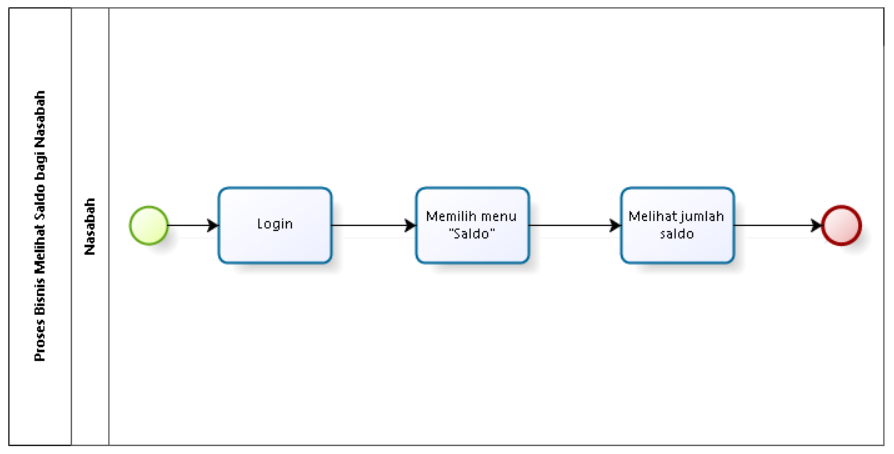 Proses Bisnis Melihat Saldo bagi Nasabah
Nasabah
Login
Memilih menu
"Saldo"
Melihat jumlah
saldo